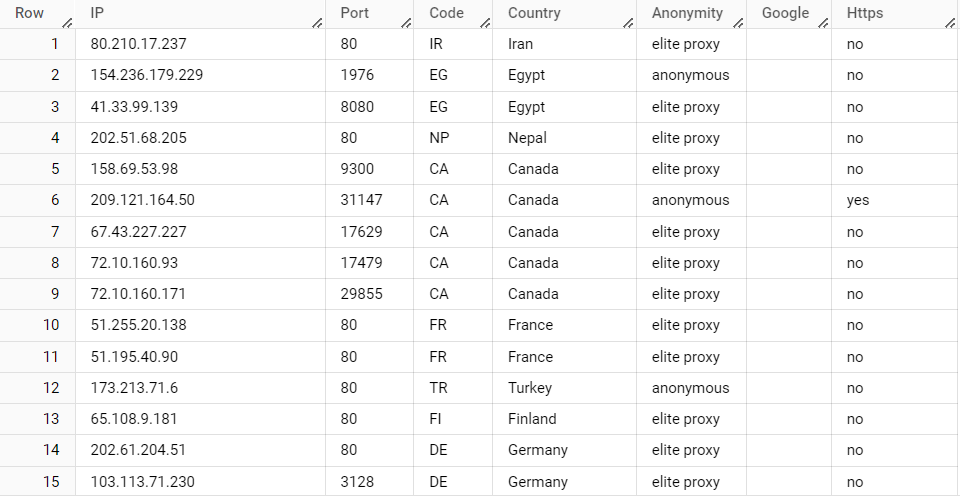 Row IP Port Code Country Anonymity Google Https
1 80.210.17.237 80 IR Iran elite proxy no
2 154.236.179.229 1976 EG Egypt anonymous no
3 41.33.99.139 8080 EG Egypt elite proxy no
4 202.51.68.205 80 NP Nepal elite proxy no
5 158.69.53.98 9300 CA Canada elite proxy no
6 209.121.164.50 31147 CA Canada anonymous yes
7 67.43.227.227 17629 CA Canada elite proxy no
8 72.10.160.93 17479 CA Canada elite proxy no
9 72.10.160.171 29855 CA Canada elite proxy no
10 51.255.20.138 80 FR France elite proxy no
11 51.195.40.90 80 FR France elite proxy no
12 173.213.71.6 80 TR Turkey anonymous no
13 65.108.9.181 80 FI Finland elite proxy no
14 202.61.204.51 80 DE Germany elite proxy no
15 103.113.71.230 3128 DE Germany elite proxy no